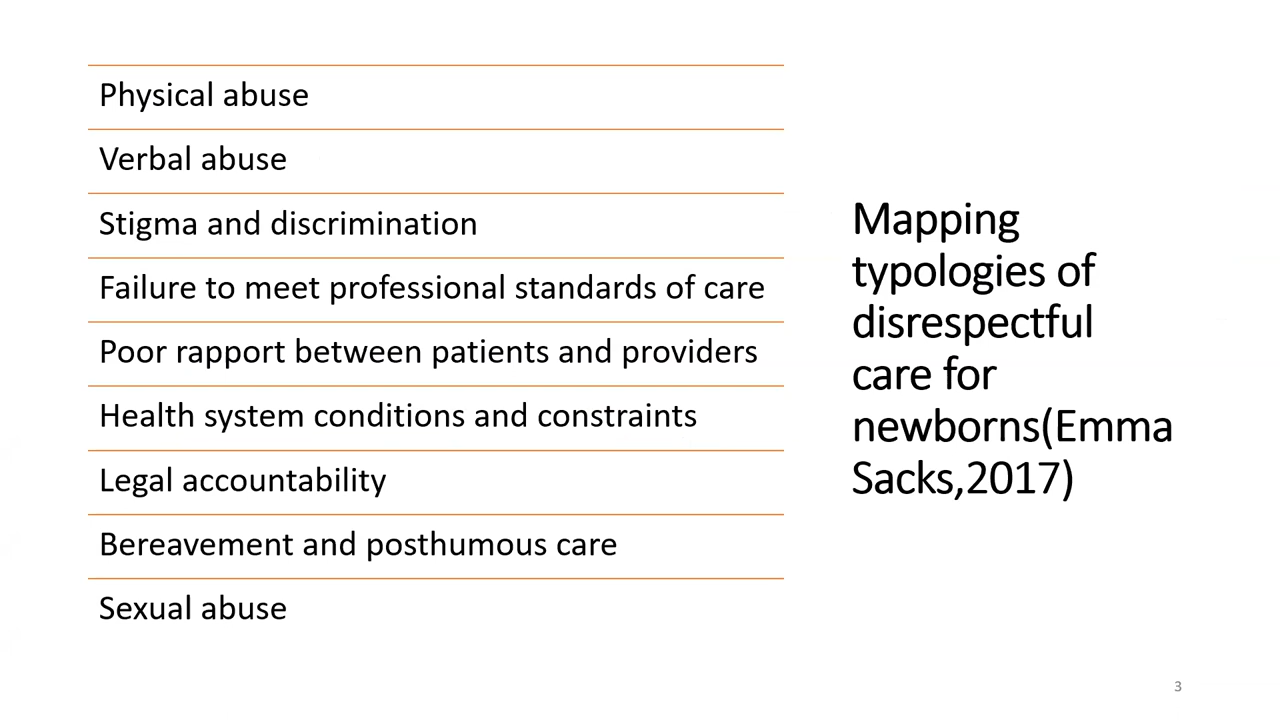 Physical abuse
Verbal abuse
Stigma and discrimination
Failure to meet professional standards of care
Poor rapport between patients and providers
Health system conditions and constraints
Legal accountability
Bereavement and posthumous care
Sexual abuse
Mapping
typologies of
disrespectful
care for
newborns(Emma
Sacks,2017)
3